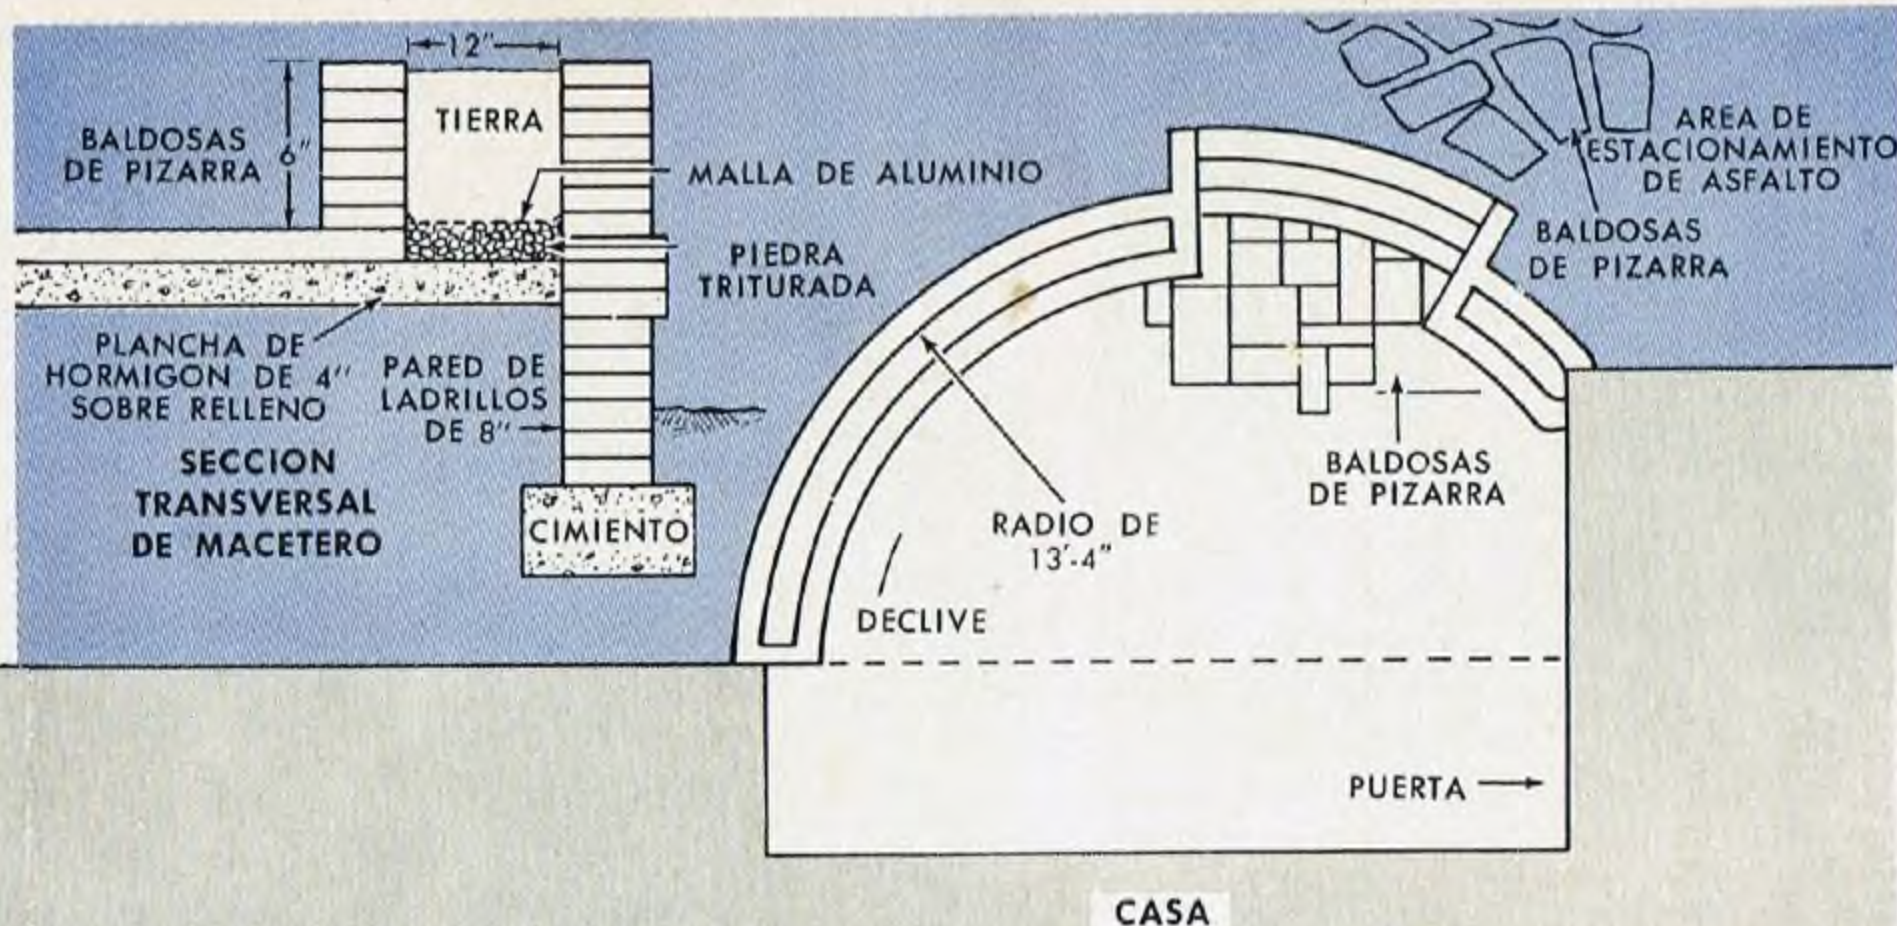 12"
BALDOSAS
DE PIZARRA
6"
TIERRA
MALLA DE ALUMINIO
PIEDRA
TRITURADA
PLANCHA DE
HORMIGON DE 4"
SOBRE RELLENO
PARED DE
LADRILLOS
DE 8"
SECCION
TRANSVERSAL
DE MACETERO
CIMIENTO
AREA DE
ESTACIONAMIENTO
DE ASFALTO
BALDOSAS
DE PIZARRA
BALDOSAS
DE PIZARRA
RADIO DE
13'-4"
DECLIVE
PUERTA
CASA